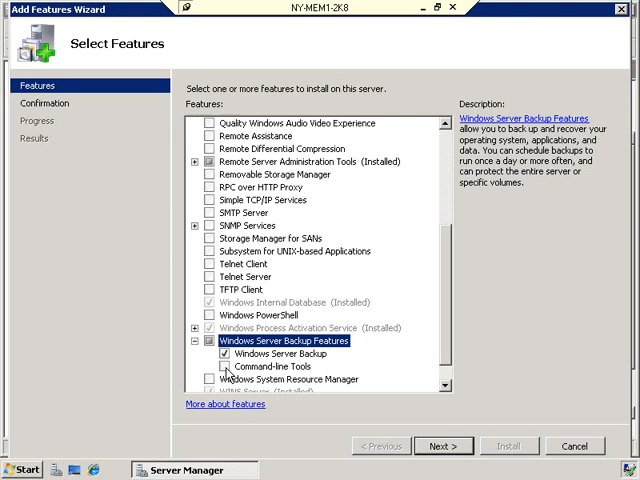 Add Features Wizard
NY-MEM1-2K8
Select Features
Features
Confirmation
Progress
Results
Select one or more features to install on this server.
Features:
Quality Windows Audio Video Experience
Remote Assistance
Remote Differential Compression
Remote Server Administration Tools (Installed)
Removable Storage Manager
RPC over HTTP Proxy
Simple TCP/IP Services
SMTP Server
SNMP Services
Storage Manager for SANs
Subsystem for UNIX-based Applications
Telnet Client
Telnet Server
TFTP Client
Windows Internal Database (Installed)
Windows PowerShell
Windows Process Activation Service (Installed)
Windows Server Backup Features
Windows Server Backup
Command-line Tools
Windows System Resource Manager
WINS Server (Installed)
More about features
Description:
Windows Server Backup Features
allow you to back up and recover your
operating system, applications, and
data. You can schedule backups to
run once a day or more often, and
can protect the entire server or
specific volumes.
< Previous
Next >
Install
Cancel
Start
Server Manager